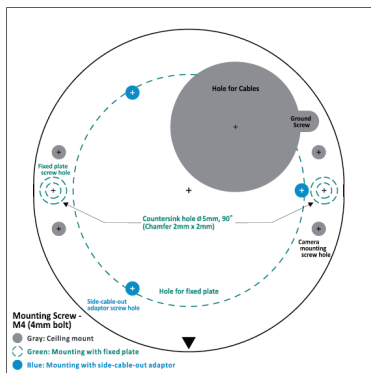 Hole for Cables
Ground
Screw
Fixed plate
screw hole
Countersink hole ø 5mm, 90˚
(Chamfer 2mm x 2mm)
Camera
mounting
screw hole
Hole for fixed plate
Side-cable-out
adaptor screw hole
Mounting Screw -
M4 (4mm bolt)
Gray: Ceiling mount
Green: Mounting with fixed plate
Blue: Mounting with side-cable-out adaptor